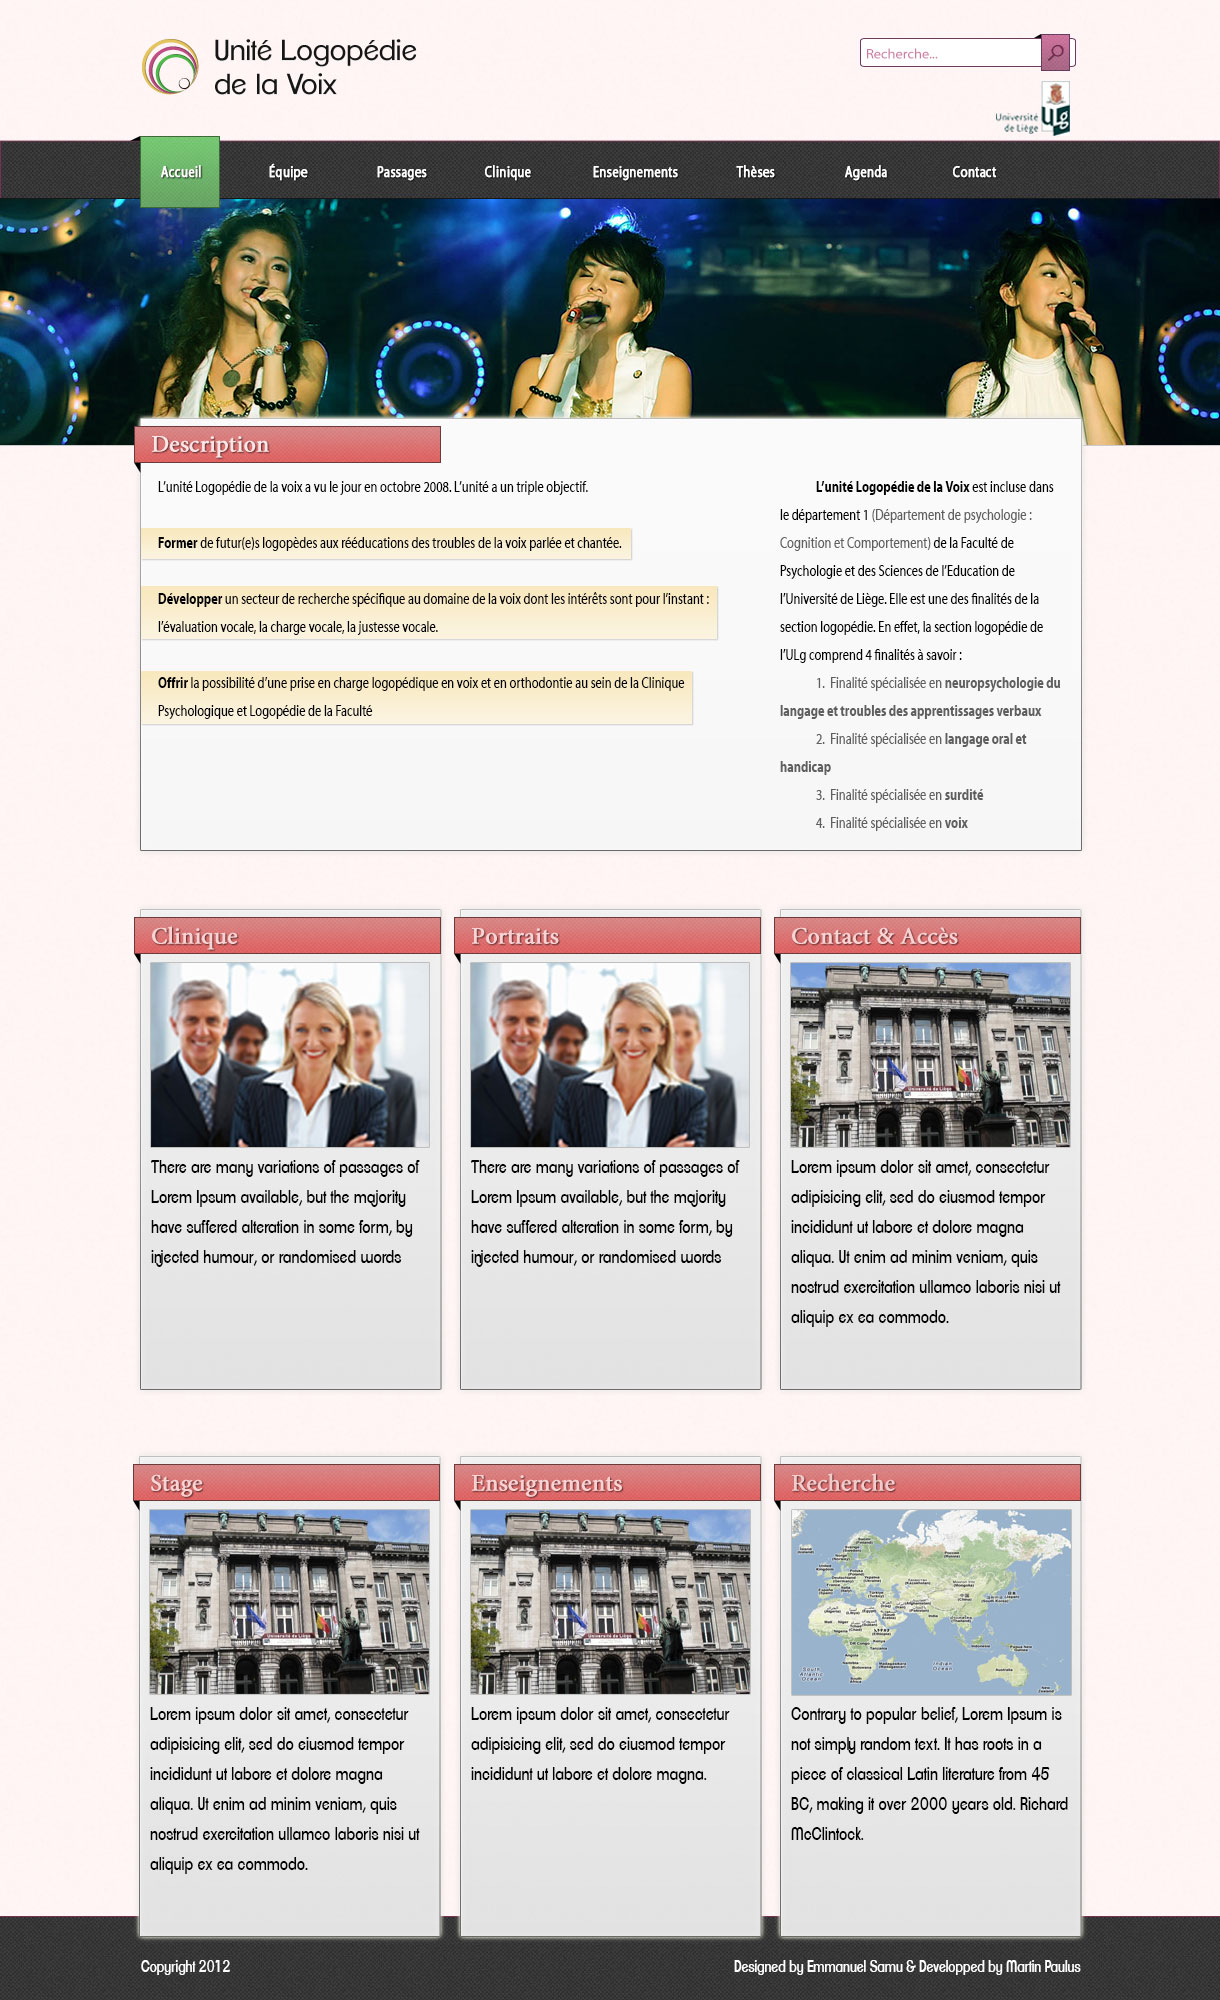 Unité Logopédie
de la Voix
Recherche...
Université
de Liège
ULg
Accueil
Équipe
Passages
Clinique
Enseignements
Thèses
Agenda
Contact
Description
L'unité Logopédie de la voix a vu le jour en octobre 2008. L'unité a un triple objectif.
Former de futur(e)s logopèdes aux rééducations des troubles de la voix parlée et chantée.
Développer un secteur de recherche spécifique au domaine de la voix dont les intérêts sont pour l'instant :
l'évaluation vocale, la charge vocale, la justesse vocale.
Offrir la possibilité d'une prise en charge logopédique en voix et en orthodontie au sein de la Clinique
Psychologique et Logopédie de la Faculté
L'unité Logopédie de la Voix est incluse dans
le département 1 (Département de psychologie :
Cognition et Comportement) de la Faculté de
Psychologie et des Sciences de l'Education de
l'Université de Liège. Elle est une des finalités de la
section logopédie. En effet, la section logopédie de
l'ULg comprend 4 finalités à savoir :
1. Finalité spécialisée en neuropsychologie du
langage et troubles des apprentissages verbaux
2. Finalité spécialisée en langage oral et
handicap
3. Finalité spécialisée en surdité
4. Finalité spécialisée en voix
Clinique
There are many variations of passages of
Lorem Ipsum available, but the majority
have suffered alteration in some form, by
injected humour, or randomised words
Portraits
There are many variations of passages of
Lorem Ipsum available, but the majority
have suffered alteration in some form, by
injected humour, or randomised words
Contact & Accès
Université de Liège
Lorem ipsum dolor sit amet, consectetur
adipisicing elit, sed do eiusmod tempor
incididunt ut labore et dolore magna
aliqua. Ut enim ad minim veniam, quis
nostrud exercitation ullamco laboris nisi ut
aliquip ex ea commodo.
Stage
Université de Liège
Lorem ipsum dolor sit amet, consectetur
adipisicing elit, sed do eiusmod tempor
incididunt ut labore et dolore magna
aliqua. Ut enim ad minim veniam, quis
nostrud exercitation ullamco laboris nisi ut
aliquip ex ea commodo.
Enseignements
Université de Liège
Lorem ipsum dolor sit amet, consectetur
adipisicing elit, sed do eiusmod tempor
incididunt ut labore et dolore magna.
Recherche
South
Atlantic
Ocean
Indian
Ocean
Australia
Contrary to popular belief, Lorem Ipsum is
not simply random text. It has roots in a
piece of classical Latin literature from 45
BC, making it over 2000 years old. Richard
McClintock.
Copyright 2012
Designed by Emmanuel Samu & Developped by Martin Paulus